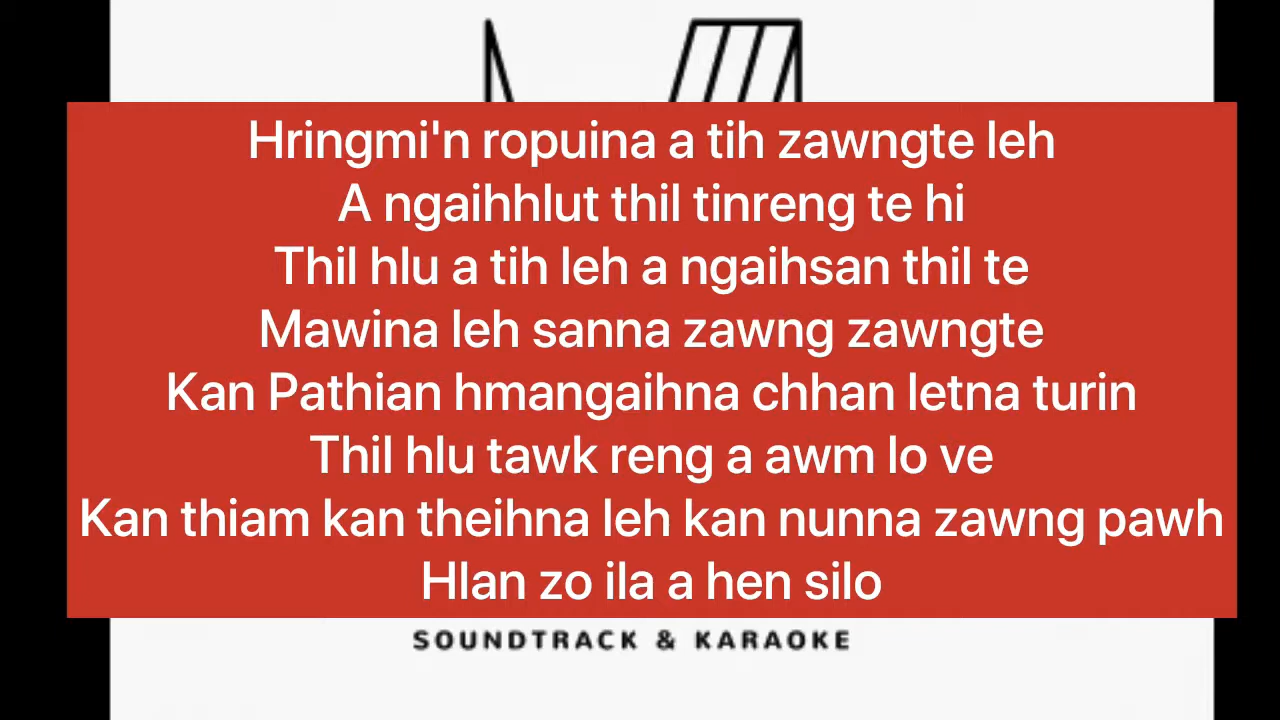 Hringmi'n ropuina a tih zawngte leh
A ngaihhlut thil tinreng te hi
Thil hlu a tih leh a ngaihsan thil te
Mawina leh sanna zawng zawngte
Kan Pathian hmangaihna chhan letna turin
Thil hlu tawk reng a awm lo ve
Kan thiam kan theihna leh kan nunna zawng pawh
Hlan zo ila a hen silo
SOUNDTRACK & KARAOKE